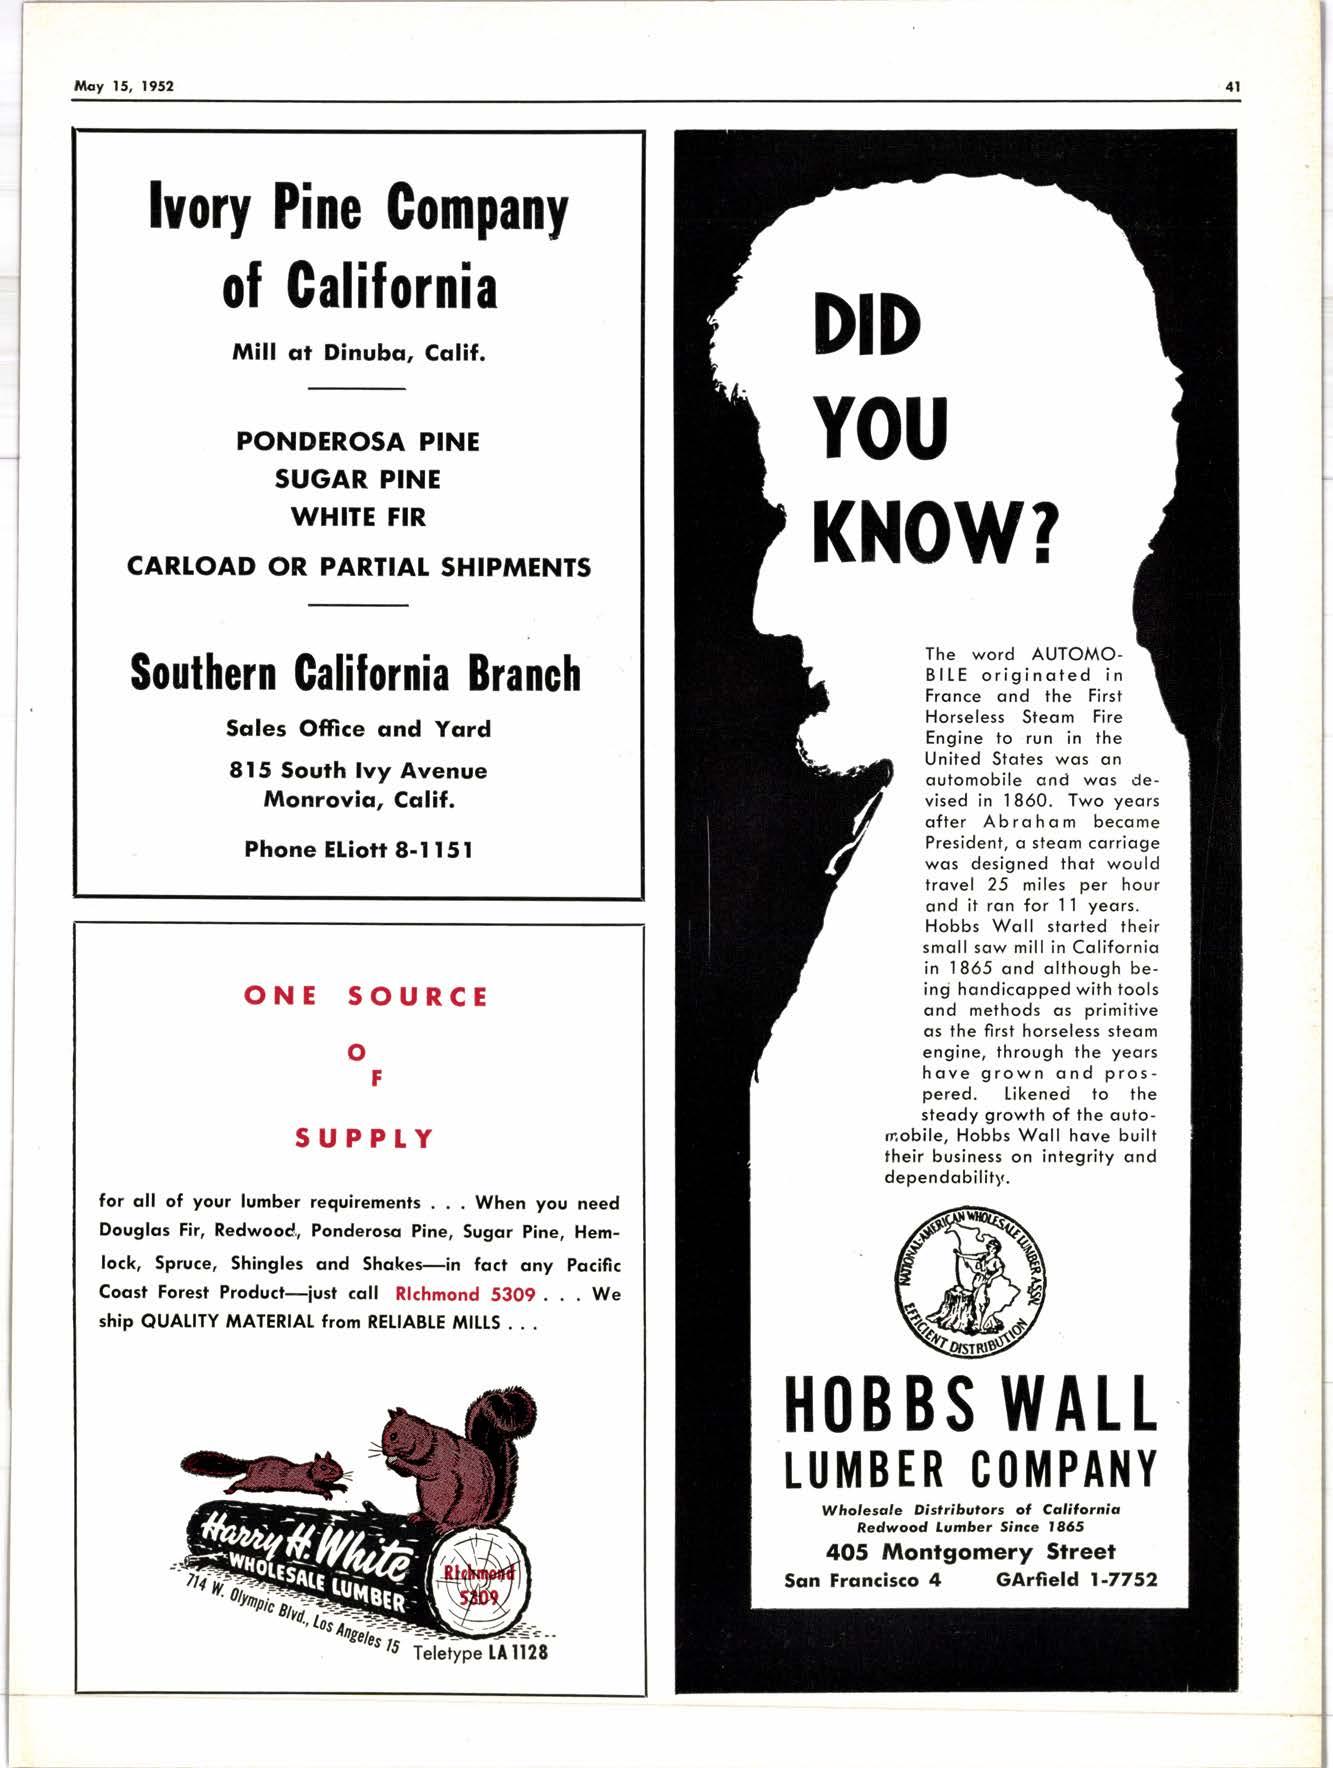 May 15, 1952
41
Ivory Pine Company
of California
Mill at Dinuba, Calif.
PONDEROSA PINE
SUGAR PINE
WHITE FIR
CARLOAD OR PARTIAL SHIPMENTS
Southern California Branch
Sales Office and Yard
815 South Ivy Avenue
Monrovia, Calif.
Phone ELiott 8-1151
ONE SOURCE
O
F
SUPPLY
for all of your lumber requirements . . . When you need
Douglas Fir, Redwood, Ponderosa Pine, Sugar Pine, Hem-
lock, Spruce, Shingles and Shakes—in fact any Pacific
Coast Forest Product—just call RIchmond 5309 . . . We
ship QUALITY MATERIAL from RELIABLE MILLS . . .
Harry H. White
WHOLESALE LUMBER
RIchmond
5309
714 W. Olympic Blvd., Los Angeles 15
Teletype LA 1128
DID
YOU
KNOW?
The word AUTOMO-
BILE originated in
France and the First
Horseless Steam Fire
Engine to run in the
United States was an
automobile and was de-
vised in 1860. Two years
after Abraham became
President, a steam carriage
was designed that would
travel 25 miles per hour
and it ran for 11 years.
Hobbs Wall started their
small saw mill in California
in 1865 and although be-
ing handicapped with tools
and methods as primitive
as the first horseless steam
engine, through the years
have grown and pros-
pered. Likened to the
steady growth of the auto-
mobile, Hobbs Wall have built
their business on integrity and
dependability.
NATIONAL-AMERICAN WHOLESALE LUMBER ASSN.
EFFICIENT DISTRIBUTION
HOBBS WALL
LUMBER COMPANY
Wholesale Distributors of California
Redwood Lumber Since 1865
405 Montgomery Street
San Francisco 4 GArfield 1-7752